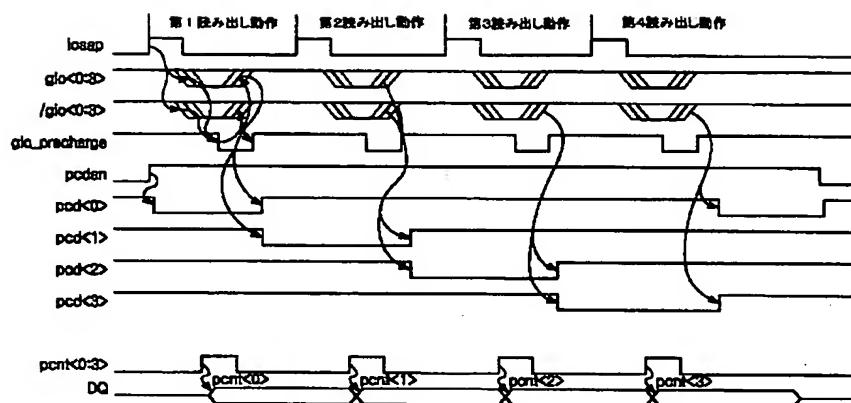 第1読み出し動作 第2読み出し動作 第3読み出し動作 第4読み出し動作
iosap
gio<0:3>
/gio<0:3>
gio_precharge
pcden
pcd<0>
pcd<1>
pcd<2>
pcd<3>
pcnt<0:3>
pcnt<0> pcnt<1> pcnt<2> pcnt<3>
DQ